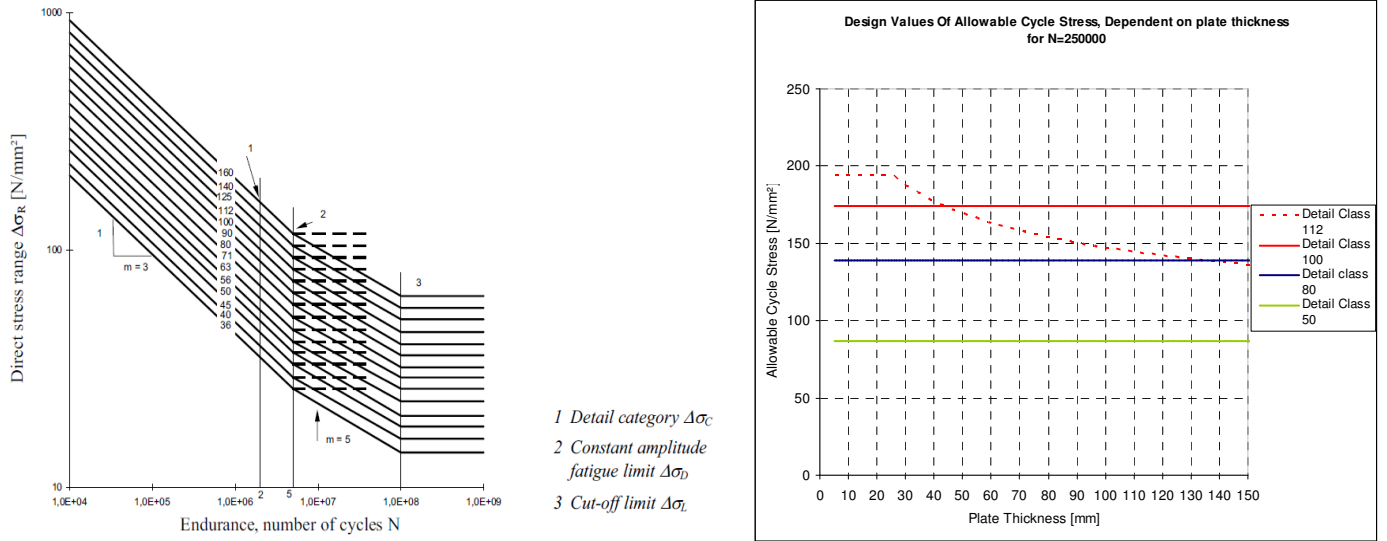 1000
100
10
Direct stress range ΔσR [N/mm²]
1
2
3
160
140
125
112
100
90
80
71
63
56
50
45
40
36
1
m = 3
m = 5
2
5
1,0E+04
1,0E+05
1,0E+06
1,0E+07
1,0E+08
1,0E+09
Endurance, number of cycles N
1 Detail category ΔσC
2 Constant amplitude
fatigue limit ΔσD
3 Cut-off limit ΔσL
Design Values Of Allowable Cycle Stress, Dependent on plate thickness
for N=250000
Allowable Cycle Stress [N/mm²]
250
200
150
100
50
0
0 10 20 30 40 50 60 70 80 90 100 110 120 130 140 150
Plate Thickness [mm]
Detail Class
112
Detail Class
100
Detail class
80
Detail Class
50